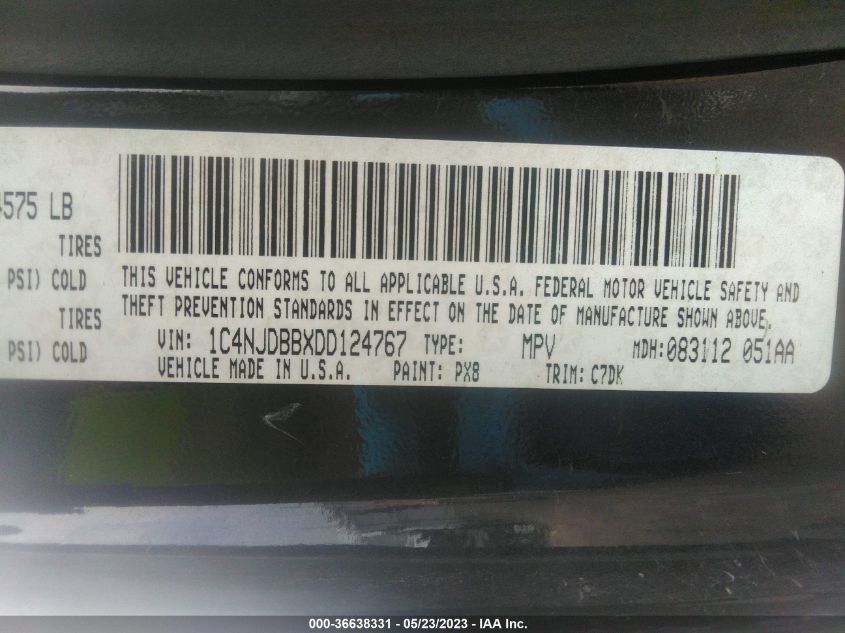 4575 LB
TIRES
PSI) COLD
TIRES
PSI) COLD
THIS VEHICLE CONFORMS TO ALL APPLICABLE U.S.A. FEDERAL MOTOR VEHICLE SAFETY AND
THEFT PREVENTION STANDARDS IN EFFECT ON THE DATE OF MANUFACTURE SHOWN ABOVE.
VIN: 1C4NJDBBXDD124767 TYPE: MPV MDH:083112 051AA
VEHICLE MADE IN U.S.A. PAINT: PX8 TRIM: C7DK
000-36638331 - 05/23/2023 - IAA Inc.